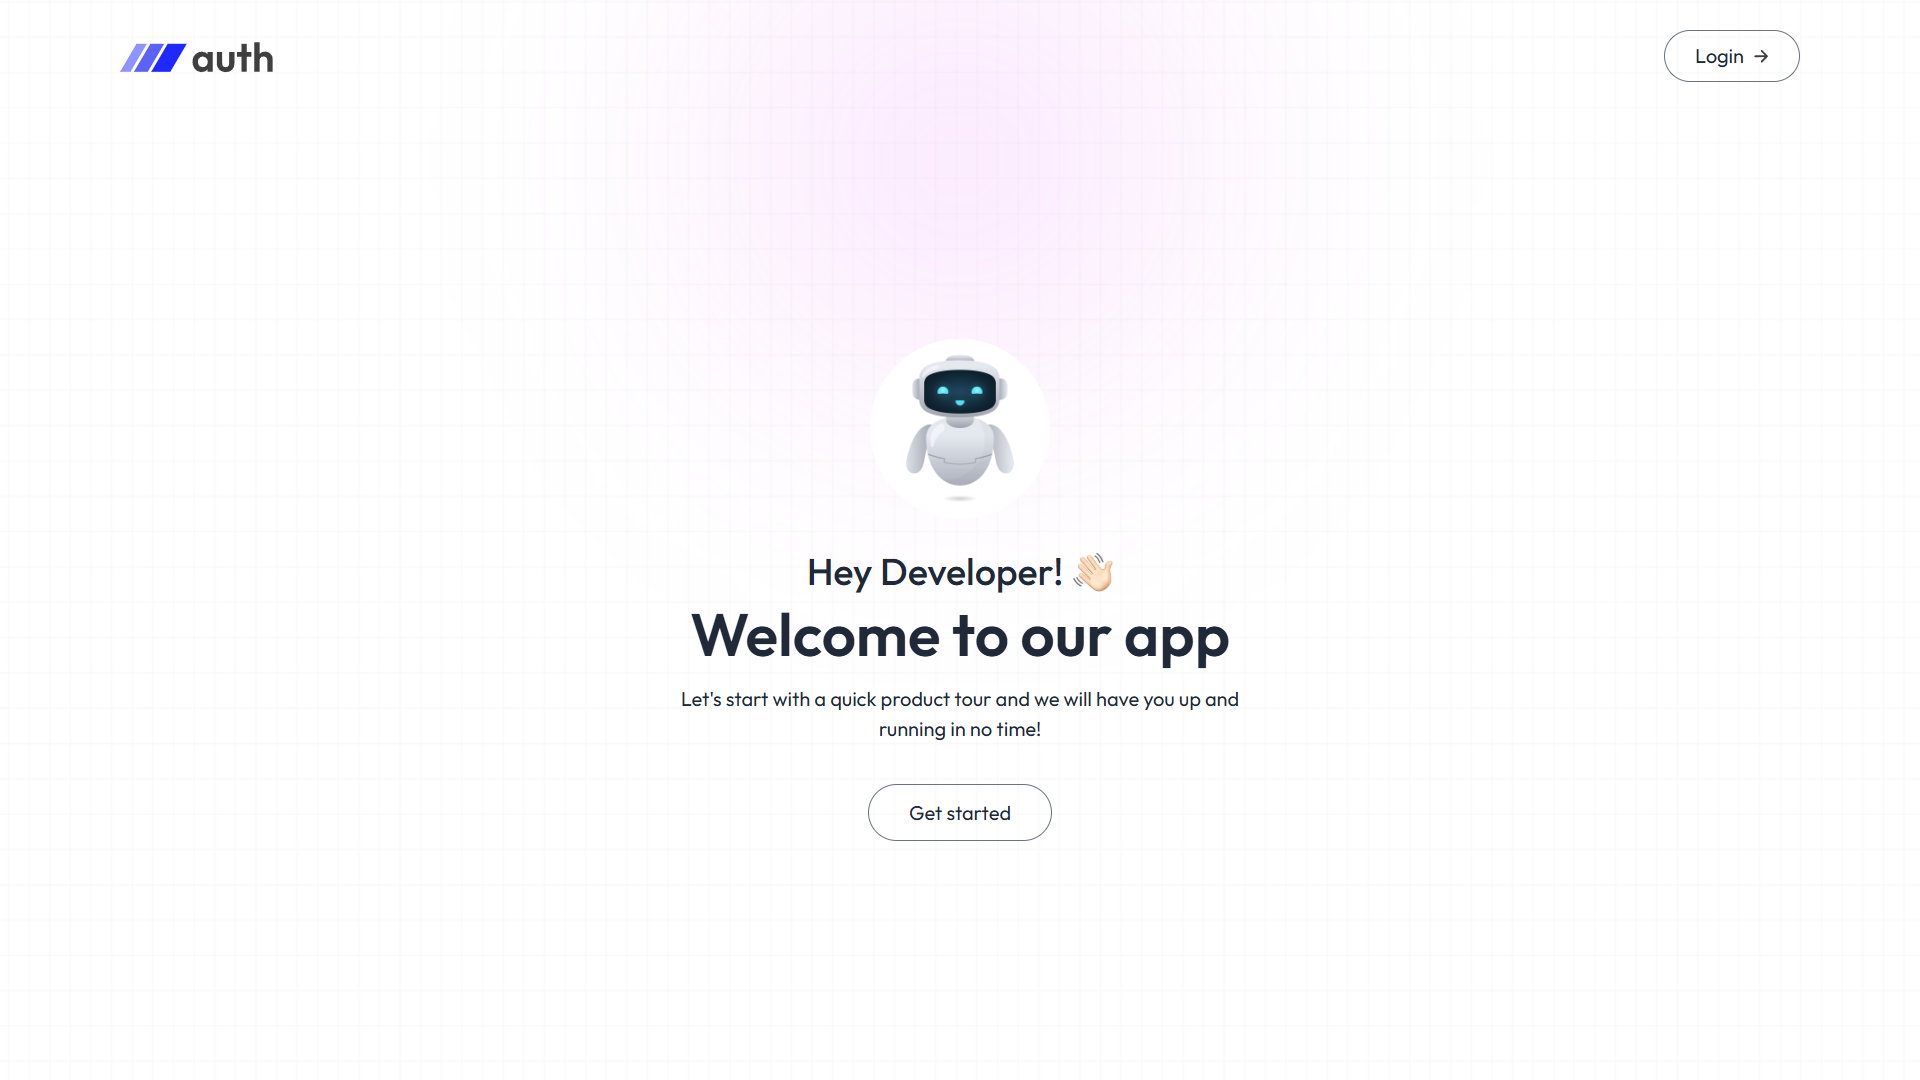 auth
Login →
Hey Developer! 👋🏻
Welcome to our app
Let's start with a quick product tour and we will have you up and
running in no time!
Get started